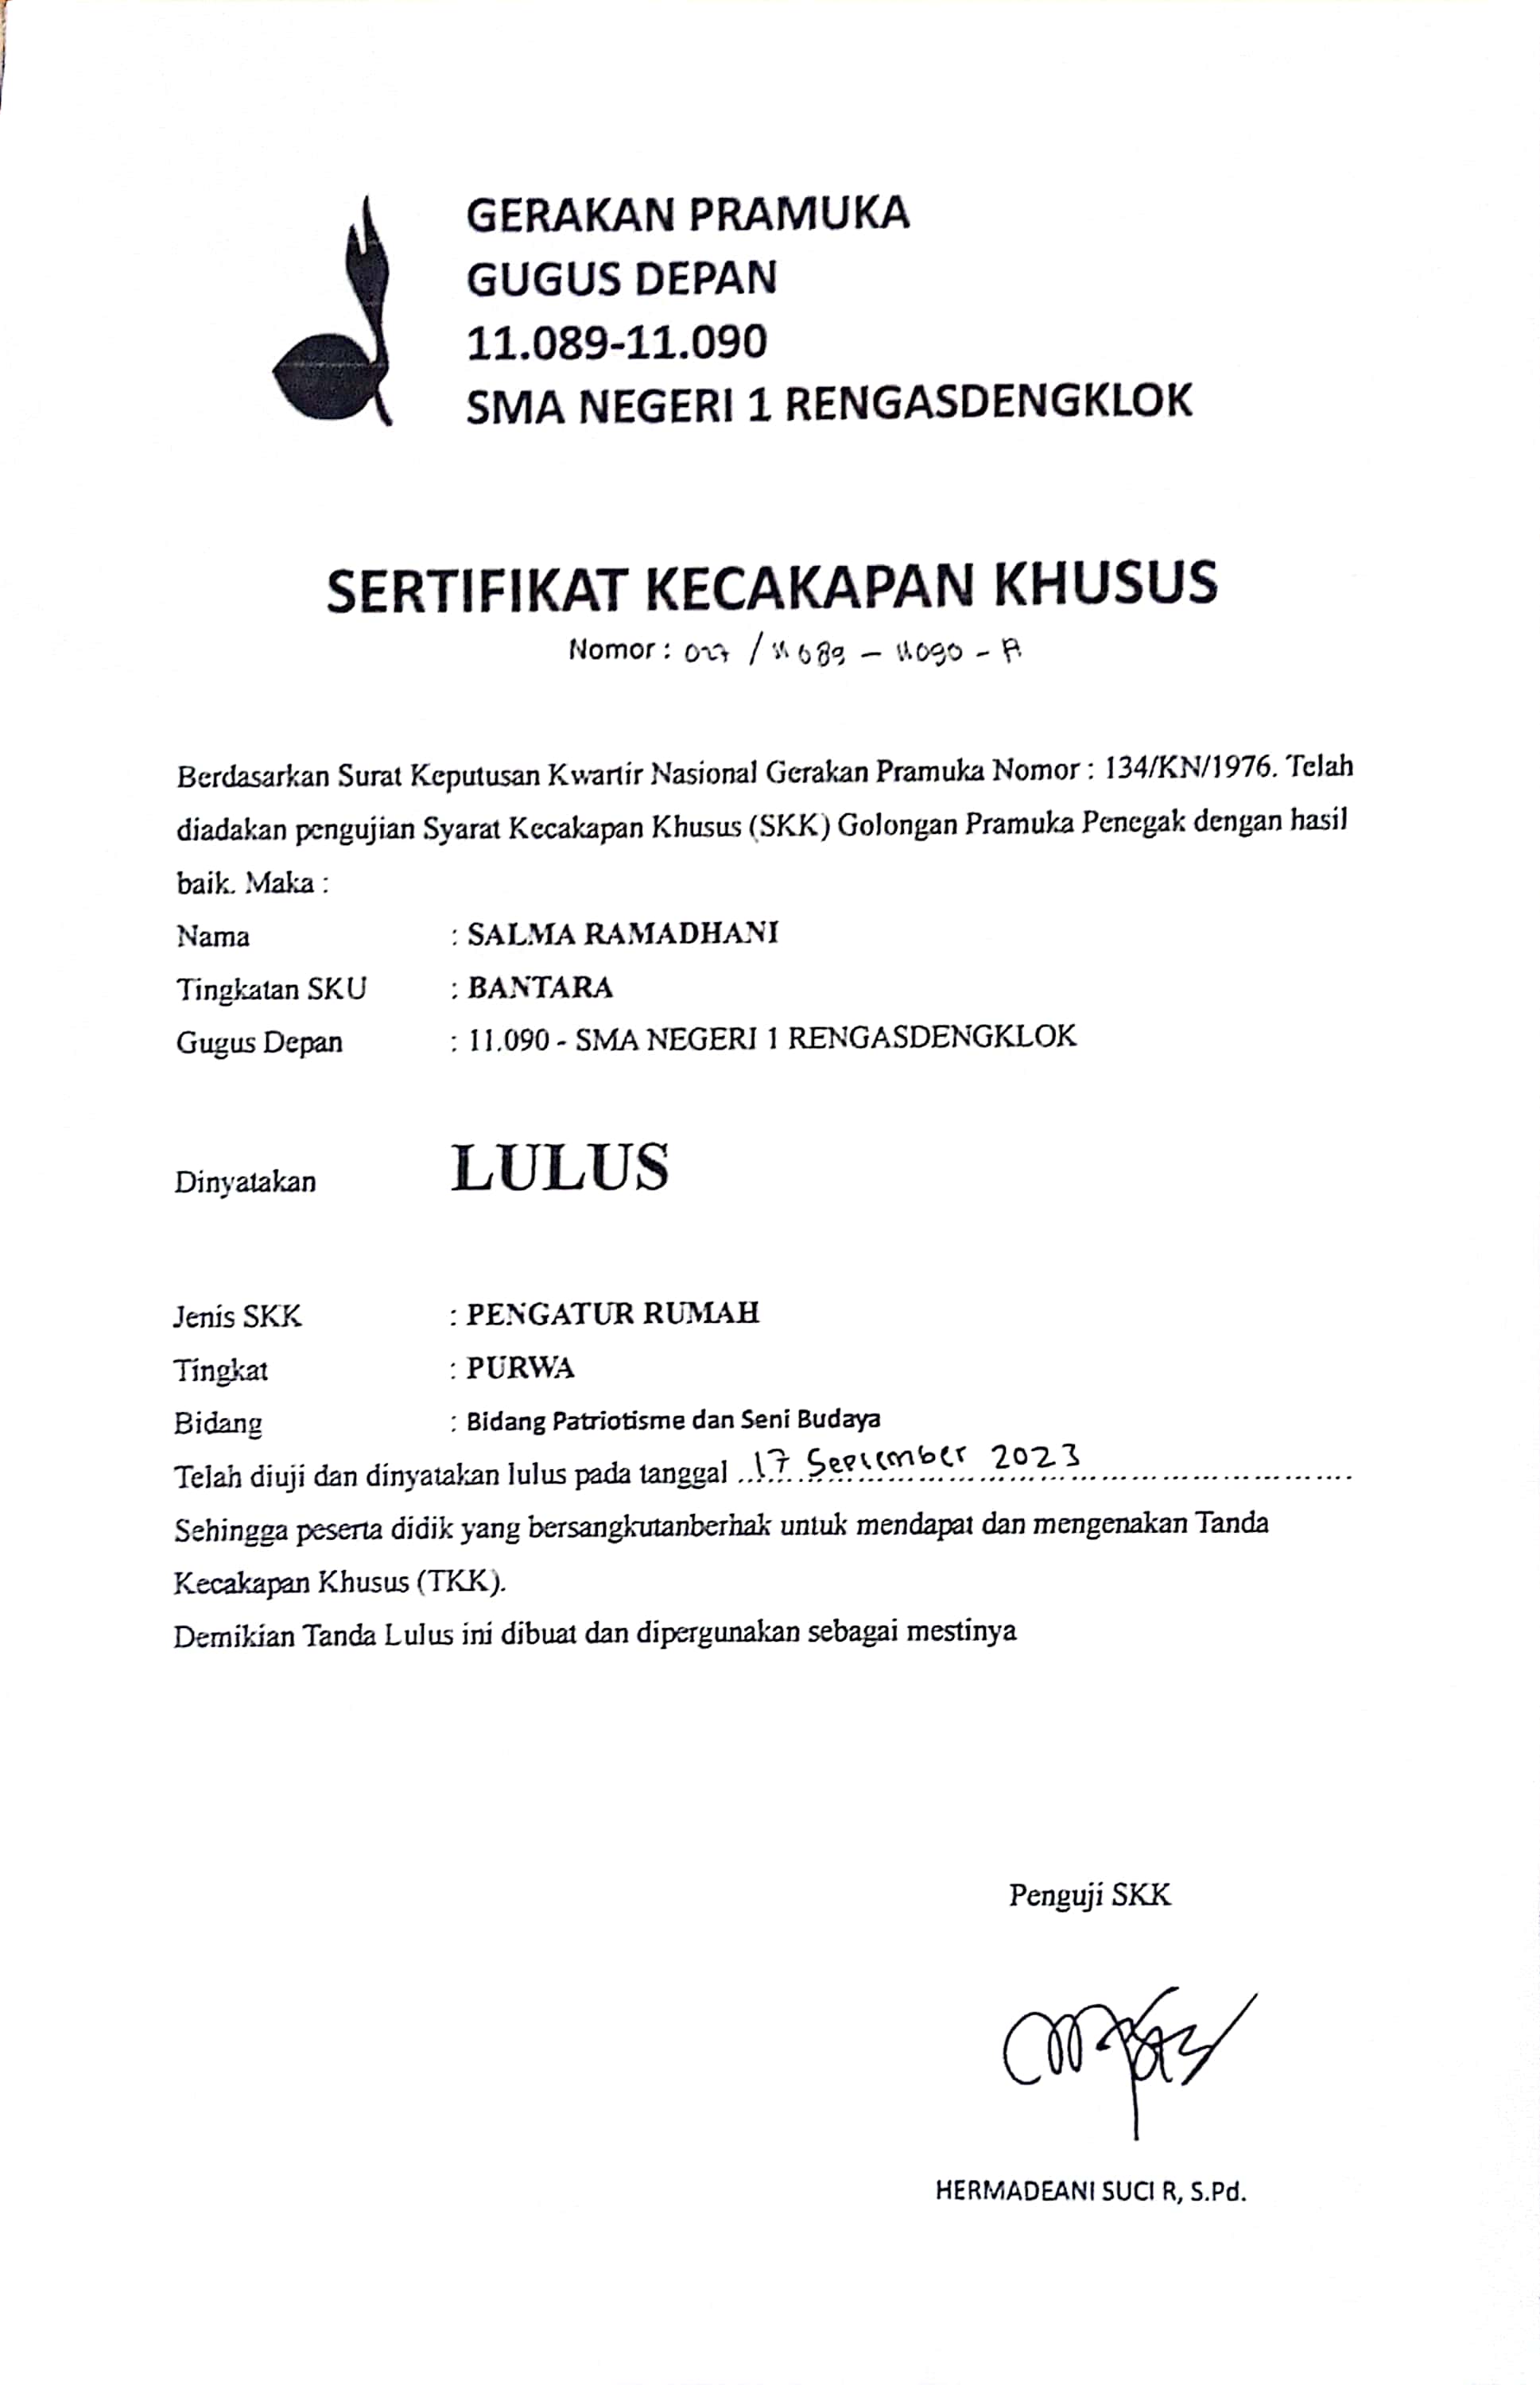 GERAKAN PRAMUKA
GUGUS DEPAN
11.089-11.090
SMA NEGERI 1 RENGASDENGKLOK
SERTIFIKAT KECAKAPAN KHUSUS
Nomor : 027 / 11089 - 11090 - A
Berdasarkan Surat Keputusan Kwartir Nasional Gerakan Pramuka Nomor : 134/KN/1976. Telah
diadakan pengujian Syarat Kecakapan Khusus (SKK) Golongan Pramuka Penegak dengan hasil
baik. Maka :
Nama : SALMA RAMADHANI
Tingkatan SKU : BANTARA
Gugus Depan : 11.090 - SMA NEGERI 1 RENGASDENGKLOK
Dinyatakan LULUS
Jenis SKK : PENGATUR RUMAH
Tingkat : PURWA
Bidang : Bidang Patriotisme dan Seni Budaya
Telah diuji dan dinyatakan lulus pada tanggal 17 September 2023
Sehingga peserta didik yang bersangkutanberhak untuk mendapat dan mengenakan Tanda
Kecakapan Khusus (TKK).
Demikian Tanda Lulus ini dibuat dan dipergunakan sebagai mestinya
Penguji SKK
HERMADEANI SUCI R, S.Pd.